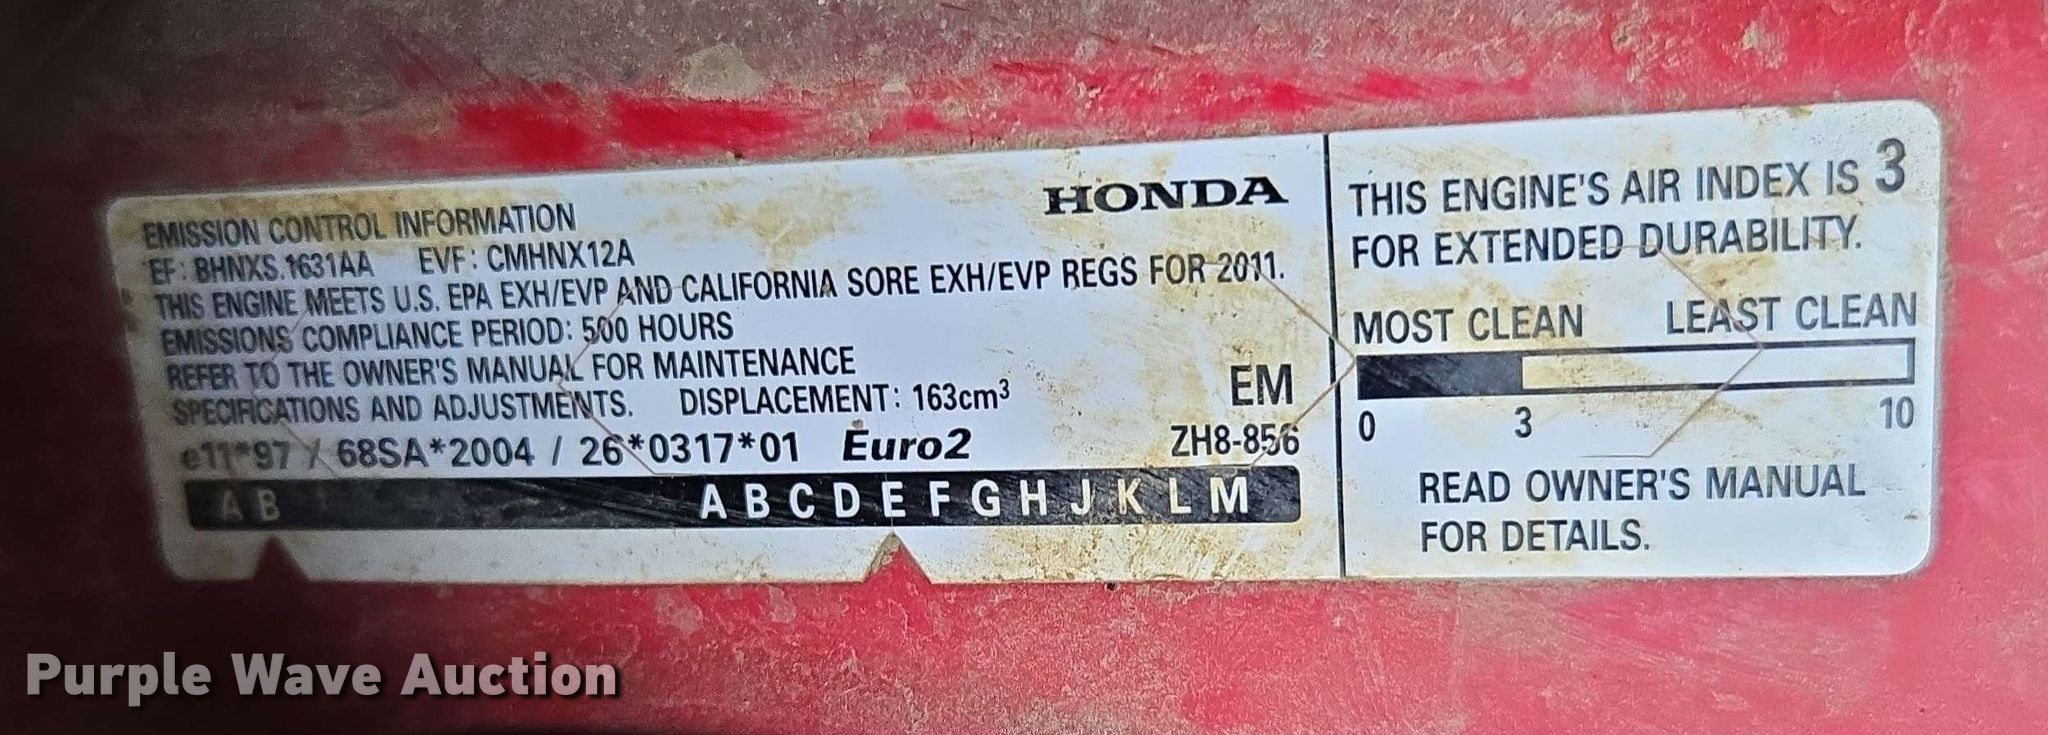 HONDA
EMISSION CONTROL INFORMATION
EF: BHNXS.1631AA EVF: CMHNX12A
THIS ENGINE MEETS U.S. EPA EXH/EVP AND CALIFORNIA SORE EXH/EVP REGS FOR 2011.
EMISSIONS COMPLIANCE PERIOD: 500 HOURS
REFER TO THE OWNER'S MANUAL FOR MAINTENANCE
SPECIFICATIONS AND ADJUSTMENTS. DISPLACEMENT: 163cm³
EM
e11*97 / 68SA*2004 / 26*0317*01 Euro2 ZH8-856
A B A B C D E F G H J K L M
THIS ENGINE'S AIR INDEX IS 3
FOR EXTENDED DURABILITY.
MOST CLEAN LEAST CLEAN
0 3 10
READ OWNER'S MANUAL
FOR DETAILS.
Purple Wave Auction